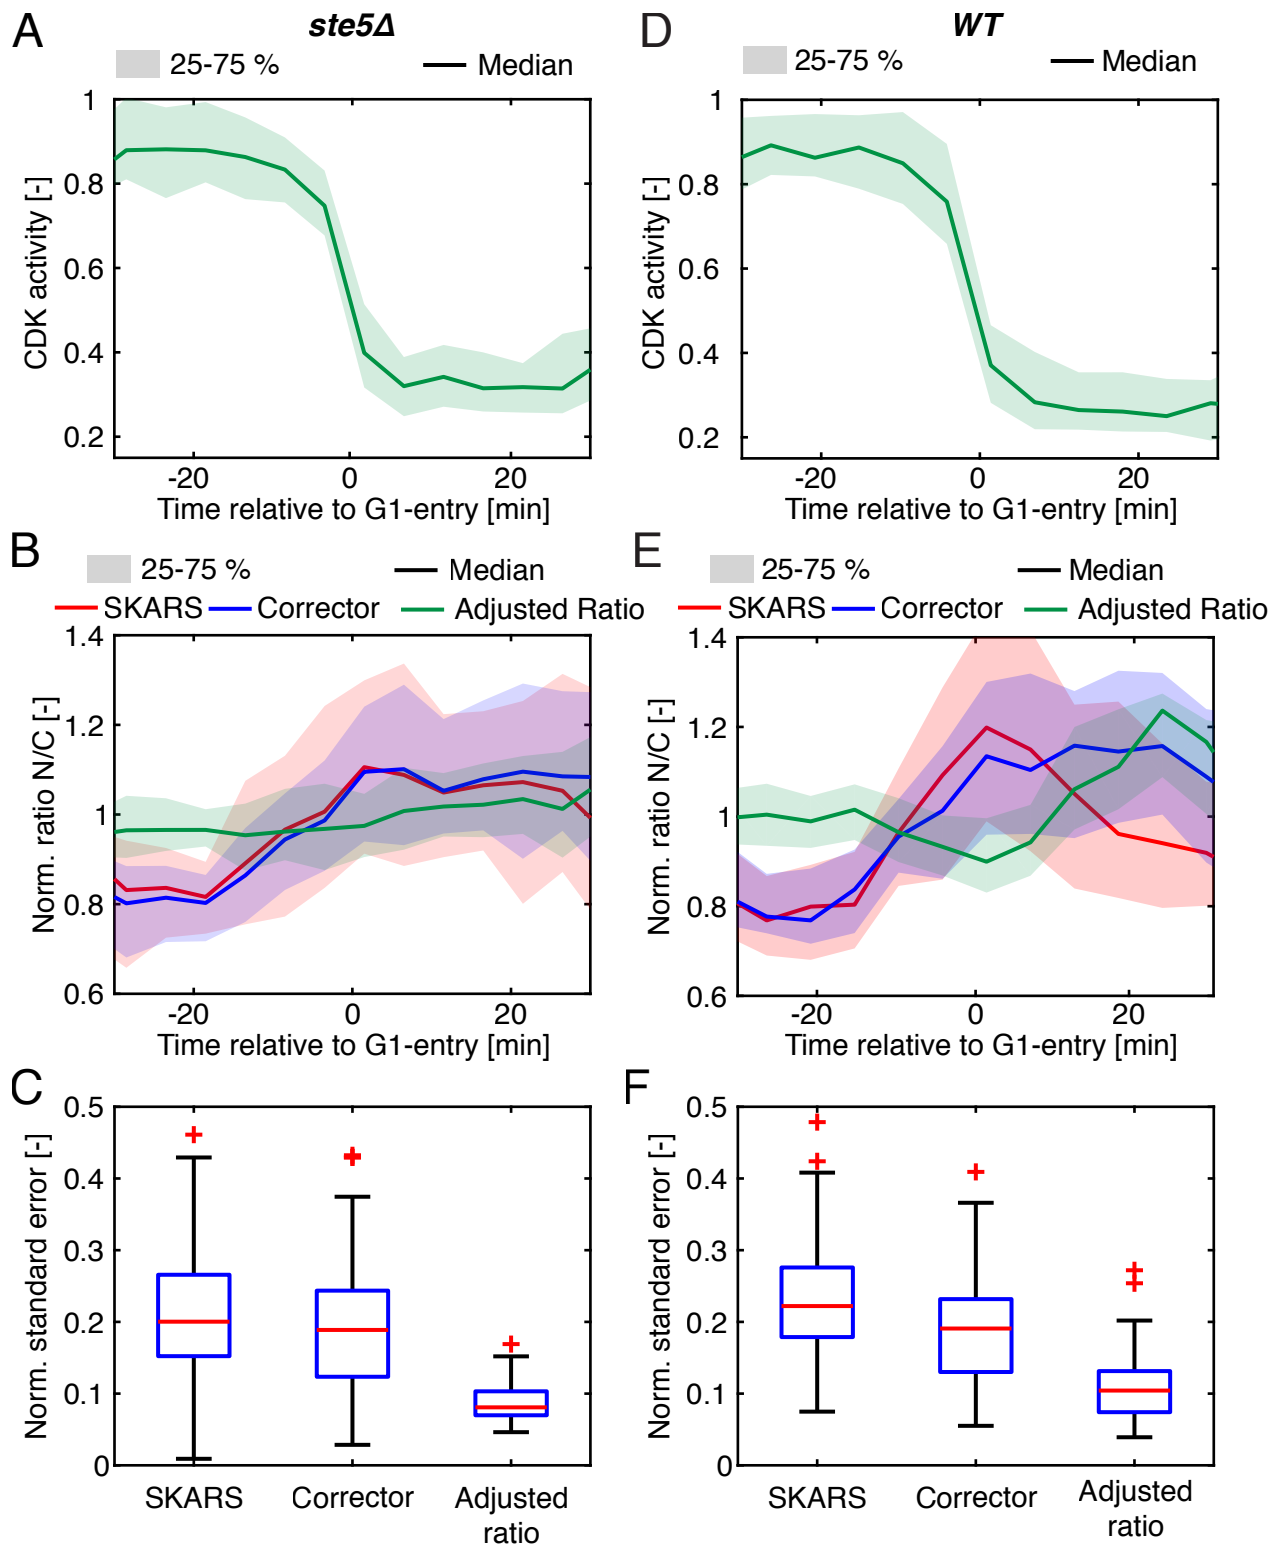 A
ste5Δ
25-75 %
Median
1
0.8
0.6
0.4
0.2
CDK activity [-]
-20
0
20
Time relative to G1-entry [min]
D
WT
25-75 %
Median
1
0.8
0.6
0.4
0.2
CDK activity [-]
-20
0
20
Time relative to G1-entry [min]
B
25-75 %
Median
SKARS
Corrector
Adjusted Ratio
1.4
1.2
1
0.8
0.6
Norm. ratio N/C [-]
-20
0
20
Time relative to G1-entry [min]
E
25-75 %
Median
SKARS
Corrector
Adjusted Ratio
1.4
1.2
1
0.8
0.6
Norm. ratio N/C [-]
-20
0
20
Time relative to G1-entry [min]
C
0.5
0.4
0.3
0.2
0.1
0
Norm. standard error [-]
SKARS
Corrector
Adjusted
ratio
F
0.5
0.4
0.3
0.2
0.1
0
Norm. standard error [-]
SKARS
Corrector
Adjusted
ratio